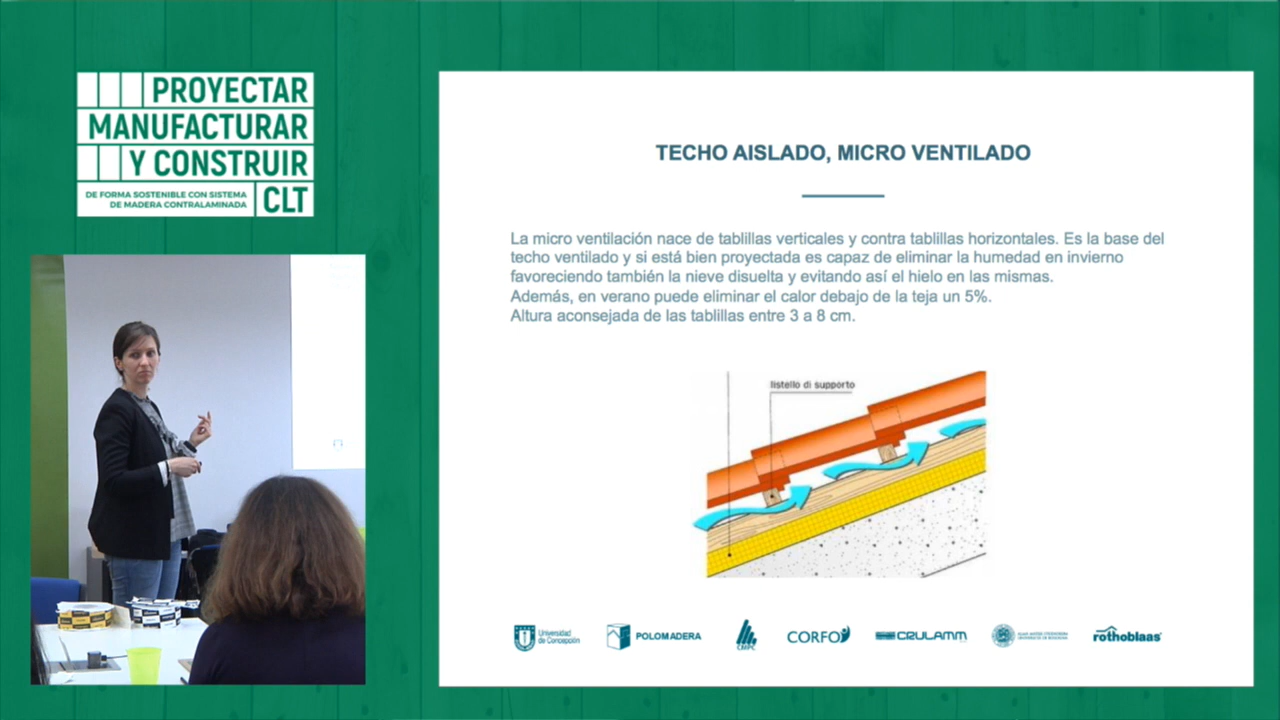 PROYECTAR
MANUFACTURAR
Y CONSTRUIR
DE FORMA SOSTENIBLE CON SISTEMA
DE MADERA CONTRALAMINADA
CLT
TECHO AISLADO, MICRO VENTILADO
La micro ventilación nace de tablillas verticales y contra tablillas horizontales. Es la base del
techo ventilado y si está bien proyectada es capaz de eliminar la humedad en invierno
favoreciendo también la nieve disuelta y evitando así el hielo en las mismas.
Además, en verano puede eliminar el calor debajo de la teja un 5%.
Altura aconsejada de las tablillas entre 3 a 8 cm.
listello di supporto
Universidad
de Concepción
POLOMADERA
CMPC
CORFO
CRULAMM
rothoblaas